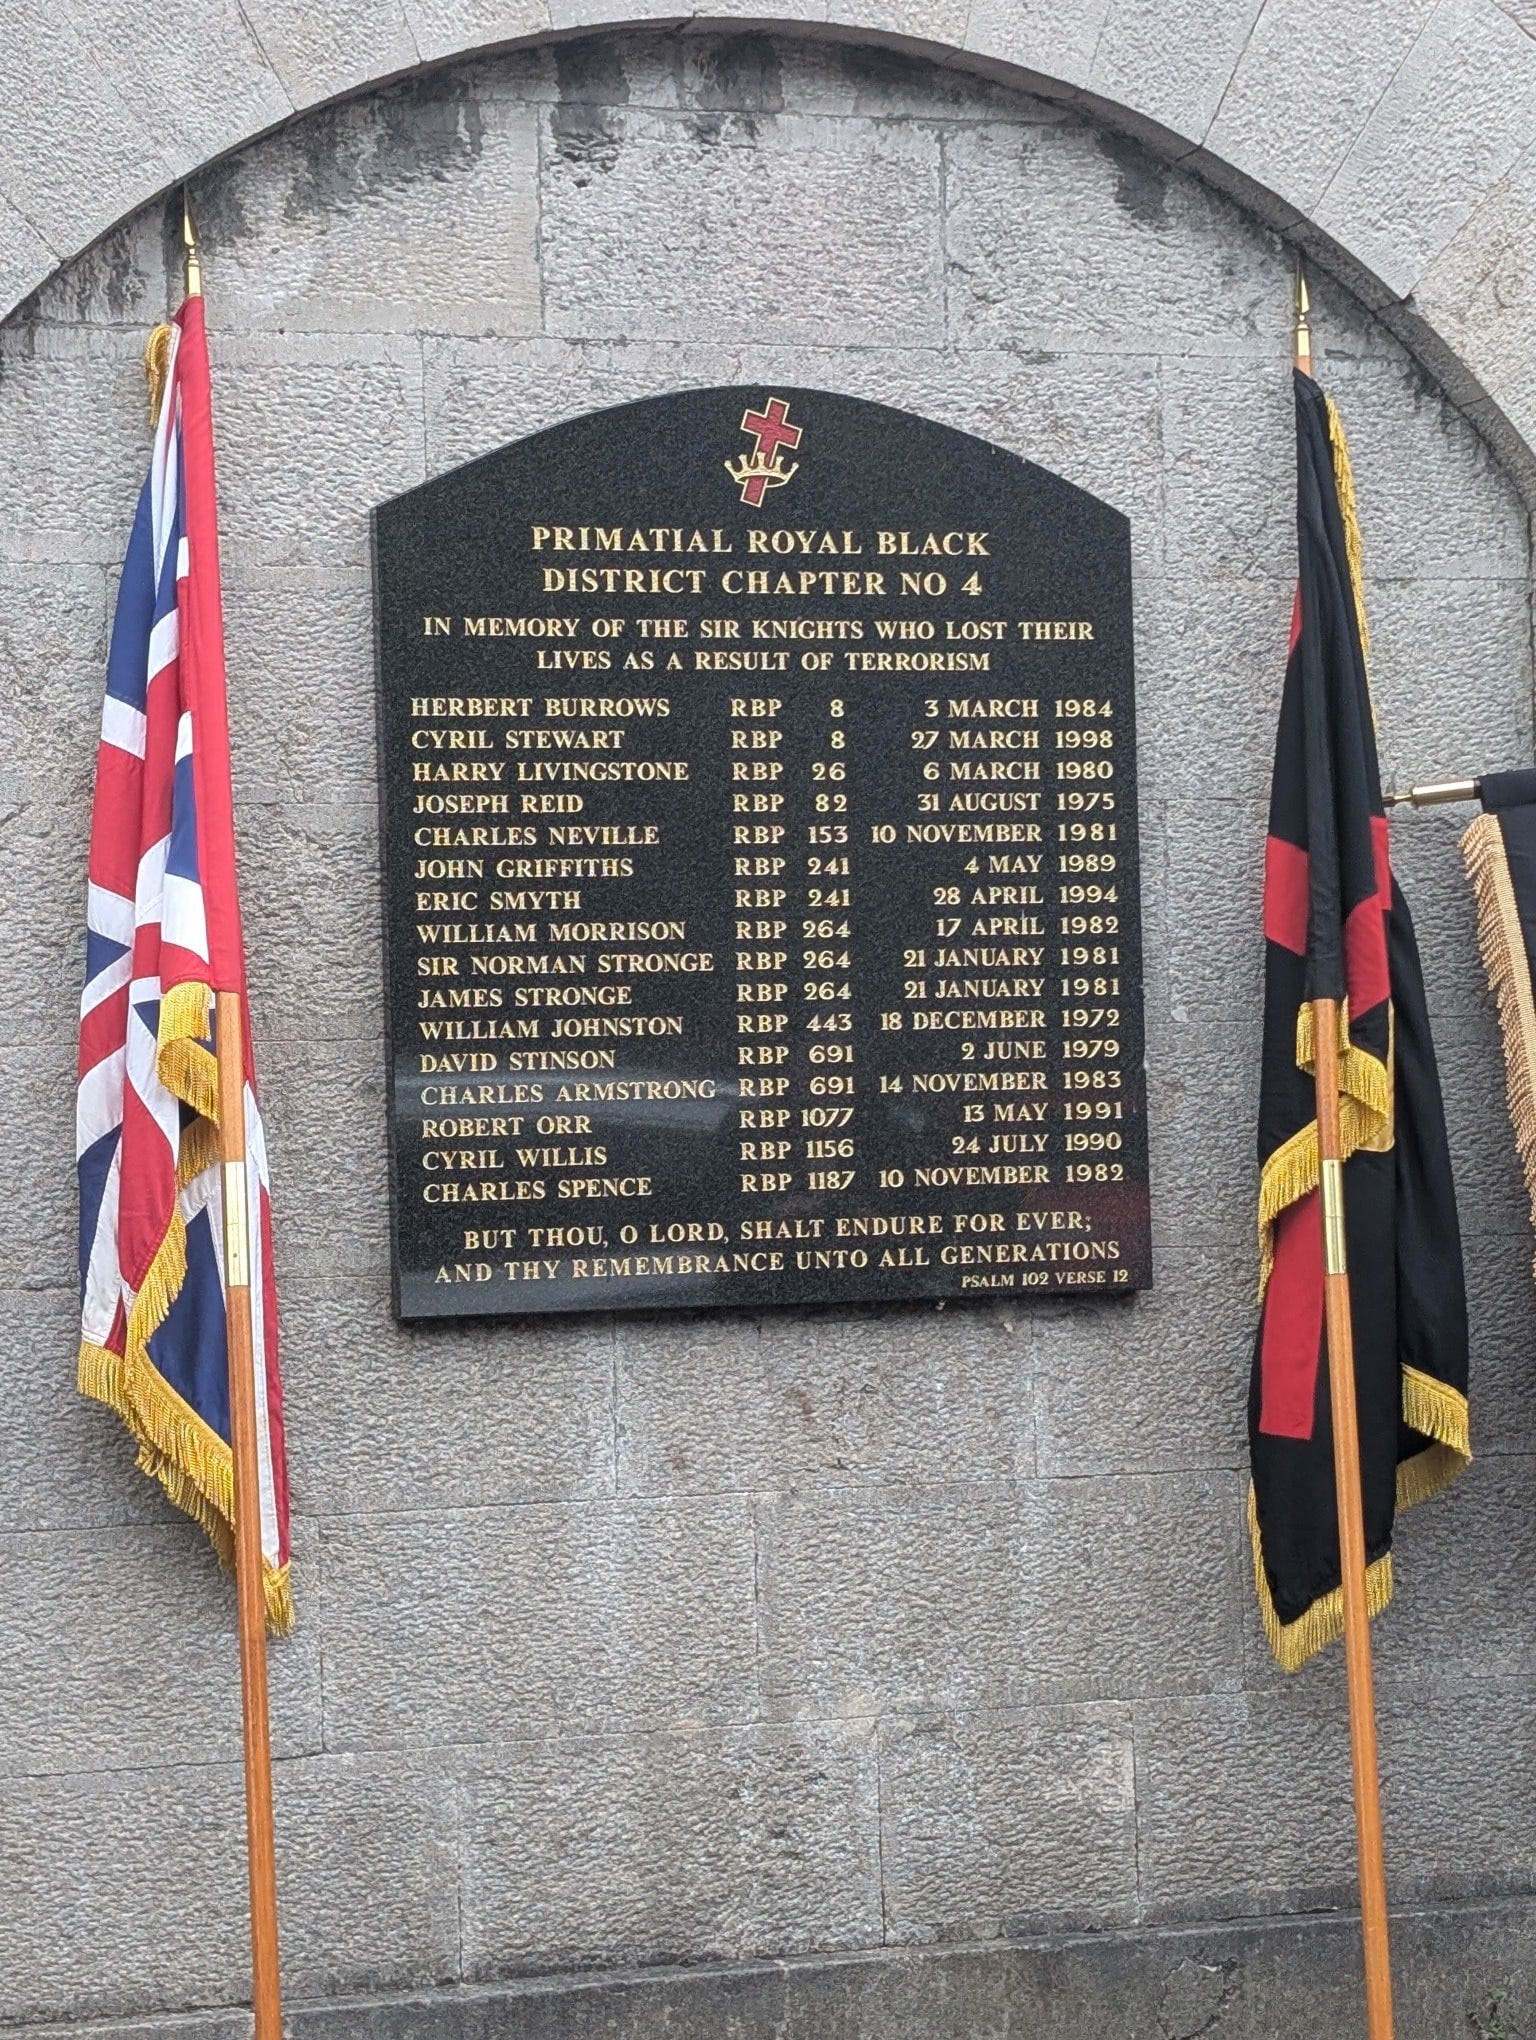 PRIMATIAL ROYAL BLACK
DISTRICT CHAPTER NO 4
IN MEMORY OF THE SIR KNIGHTS WHO LOST THEIR
LIVES AS A RESULT OF TERRORISM
HERBERT BURROWS RBP 8 3 MARCH 1984
CYRIL STEWART RBP 8 27 MARCH 1998
HARRY LIVINGSTONE RBP 26 6 MARCH 1980
JOSEPH REID RBP 82 31 AUGUST 1975
CHARLES NEVILLE RBP 153 10 NOVEMBER 1981
JOHN GRIFFITHS RBP 241 4 MAY 1989
ERIC SMYTH RBP 241 28 APRIL 1994
WILLIAM MORRISON RBP 264 17 APRIL 1982
SIR NORMAN STRONGE RBP 264 21 JANUARY 1981
JAMES STRONGE RBP 264 21 JANUARY 1981
WILLIAM JOHNSTON RBP 443 18 DECEMBER 1972
DAVID STINSON RBP 691 2 JUNE 1979
CHARLES ARMSTRONG RBP 691 14 NOVEMBER 1983
ROBERT ORR RBP 1077 13 MAY 1991
CYRIL WILLIS RBP 1156 24 JULY 1990
CHARLES SPENCE RBP 1187 10 NOVEMBER 1982
BUT THOU, O LORD, SHALT ENDURE FOR EVER;
AND THY REMEMBRANCE UNTO ALL GENERATIONS
PSALM 102 VERSE 12